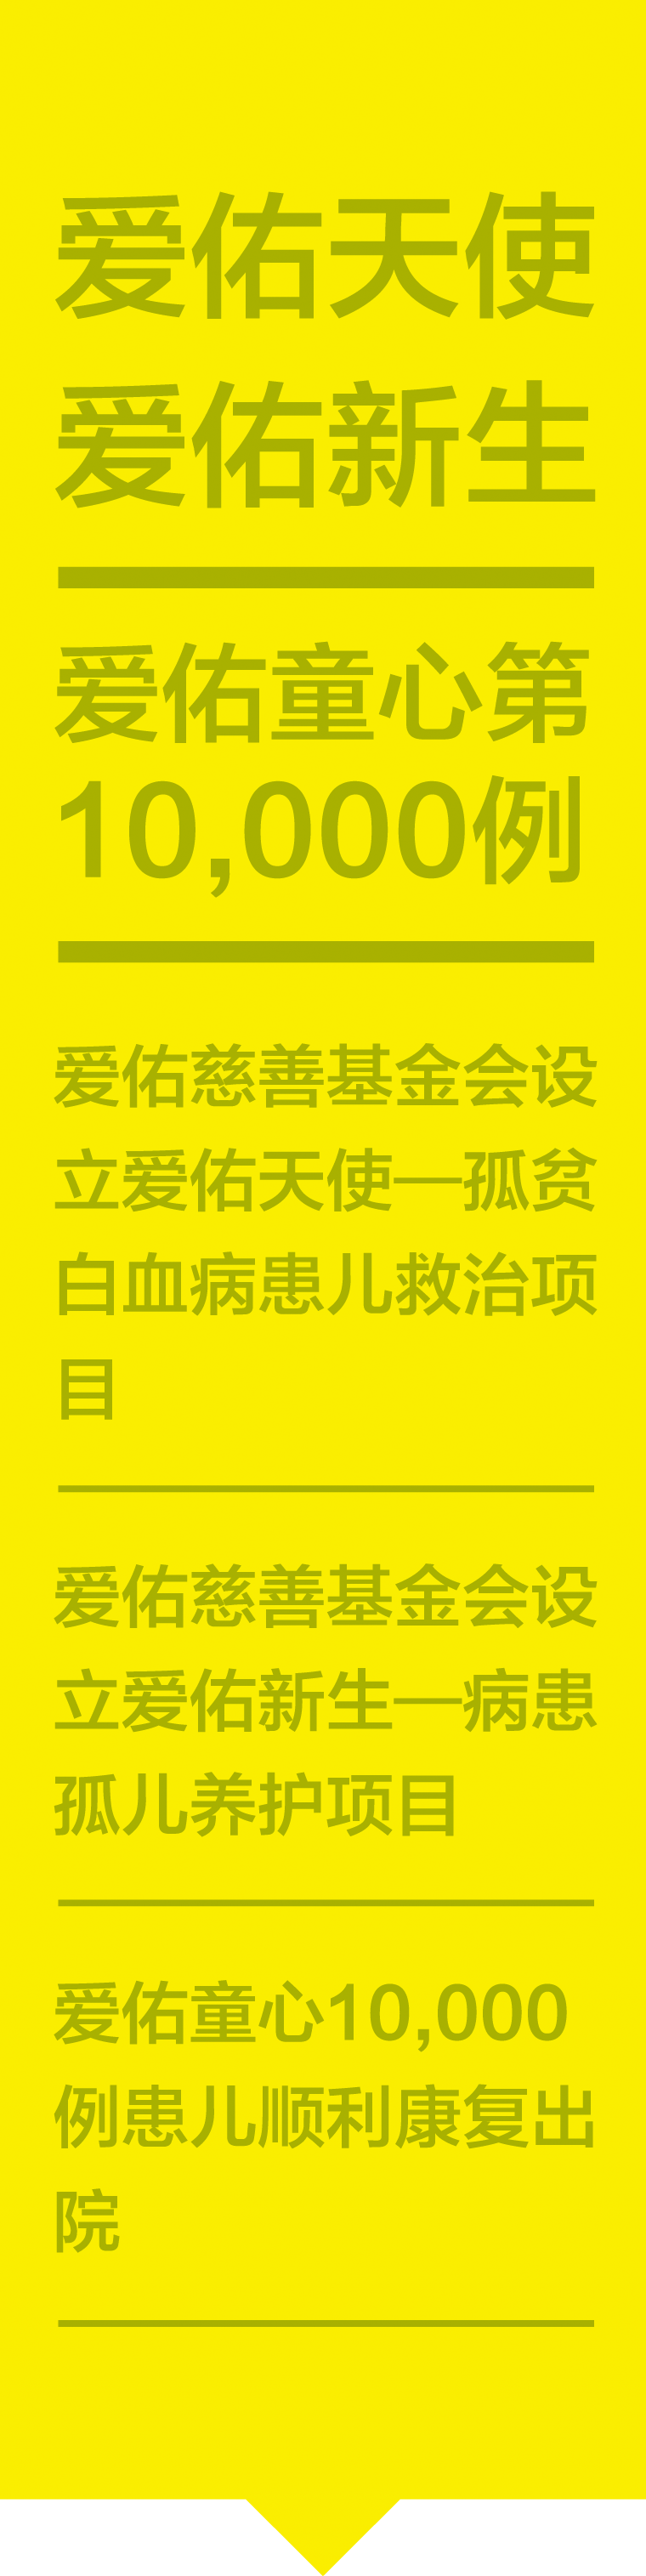 爱佑天使
爱佑新生
爱佑童心第
10,000例
爱佑慈善基金会设
立爱佑天使—孤贫
白血病患儿救治项
目
爱佑慈善基金会设
立爱佑新生—病患
孤儿养护项目
爱佑童心10,000
例患儿顺利康复出
院